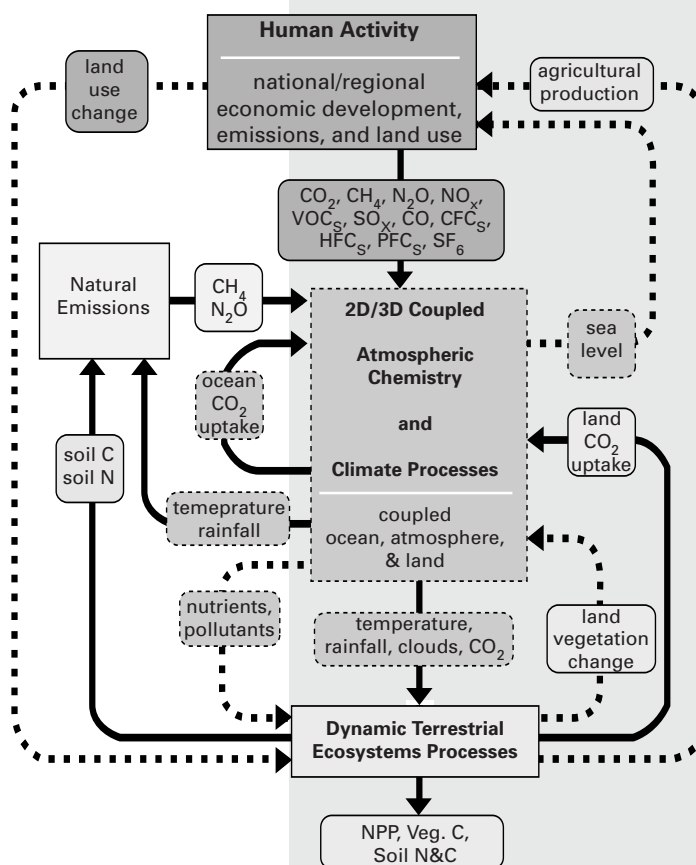 Human Activity
national/regional
economic development,
emissions, and land use
land
use
change
agricultural
production
CO₂, CH₄, N₂O, NOₓ,
VOCₛ, SOₓ, CO, CFCₛ,
HFCₛ, PFCₛ, SF₆
Natural
Emissions
CH₄
N₂O
2D/3D Coupled
Atmospheric
Chemistry
and
Climate Processes
coupled
ocean, atmosphere,
& land
sea
level
ocean
CO₂
uptake
land
CO₂
uptake
soil C
soil N
temeprature
rainfall
nutrients,
pollutants
temperature,
rainfall, clouds, CO₂
land
vegetation
change
Dynamic Terrestrial
Ecosystems Processes
NPP, Veg. C,
Soil N&C